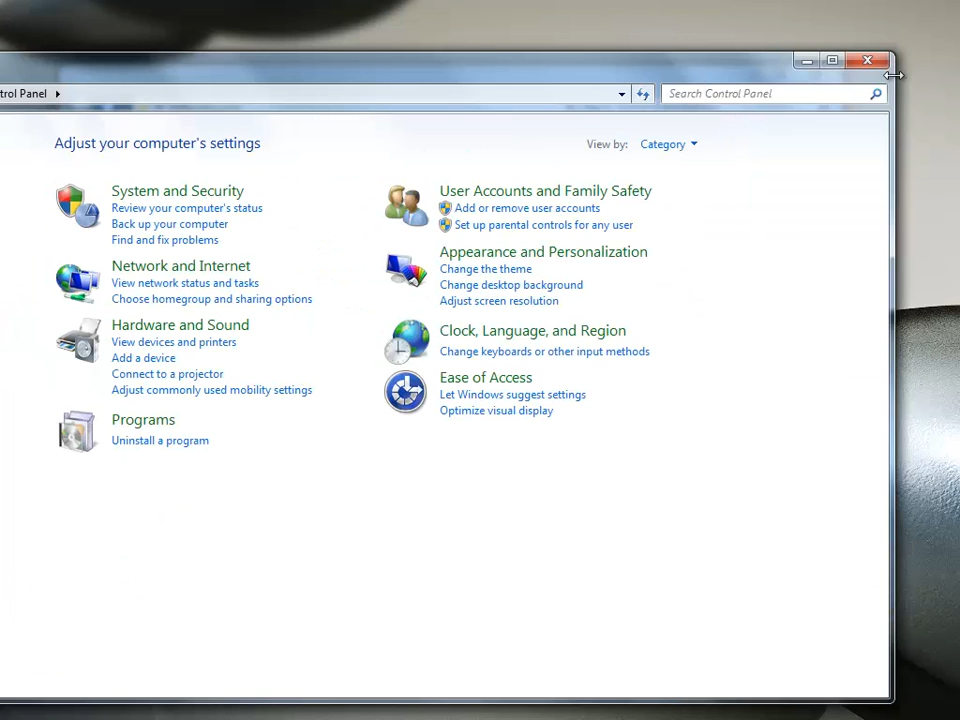 trol Panel
Search Control Panel
Adjust your computer's settings
View by: Category
System and Security
Review your computer's status
Back up your computer
Find and fix problems
Network and Internet
View network status and tasks
Choose homegroup and sharing options
Hardware and Sound
View devices and printers
Add a device
Connect to a projector
Adjust commonly used mobility settings
Programs
Uninstall a program
User Accounts and Family Safety
Add or remove user accounts
Set up parental controls for any user
Appearance and Personalization
Change the theme
Change desktop background
Adjust screen resolution
Clock, Language, and Region
Change keyboards or other input methods
Ease of Access
Let Windows suggest settings
Optimize visual display